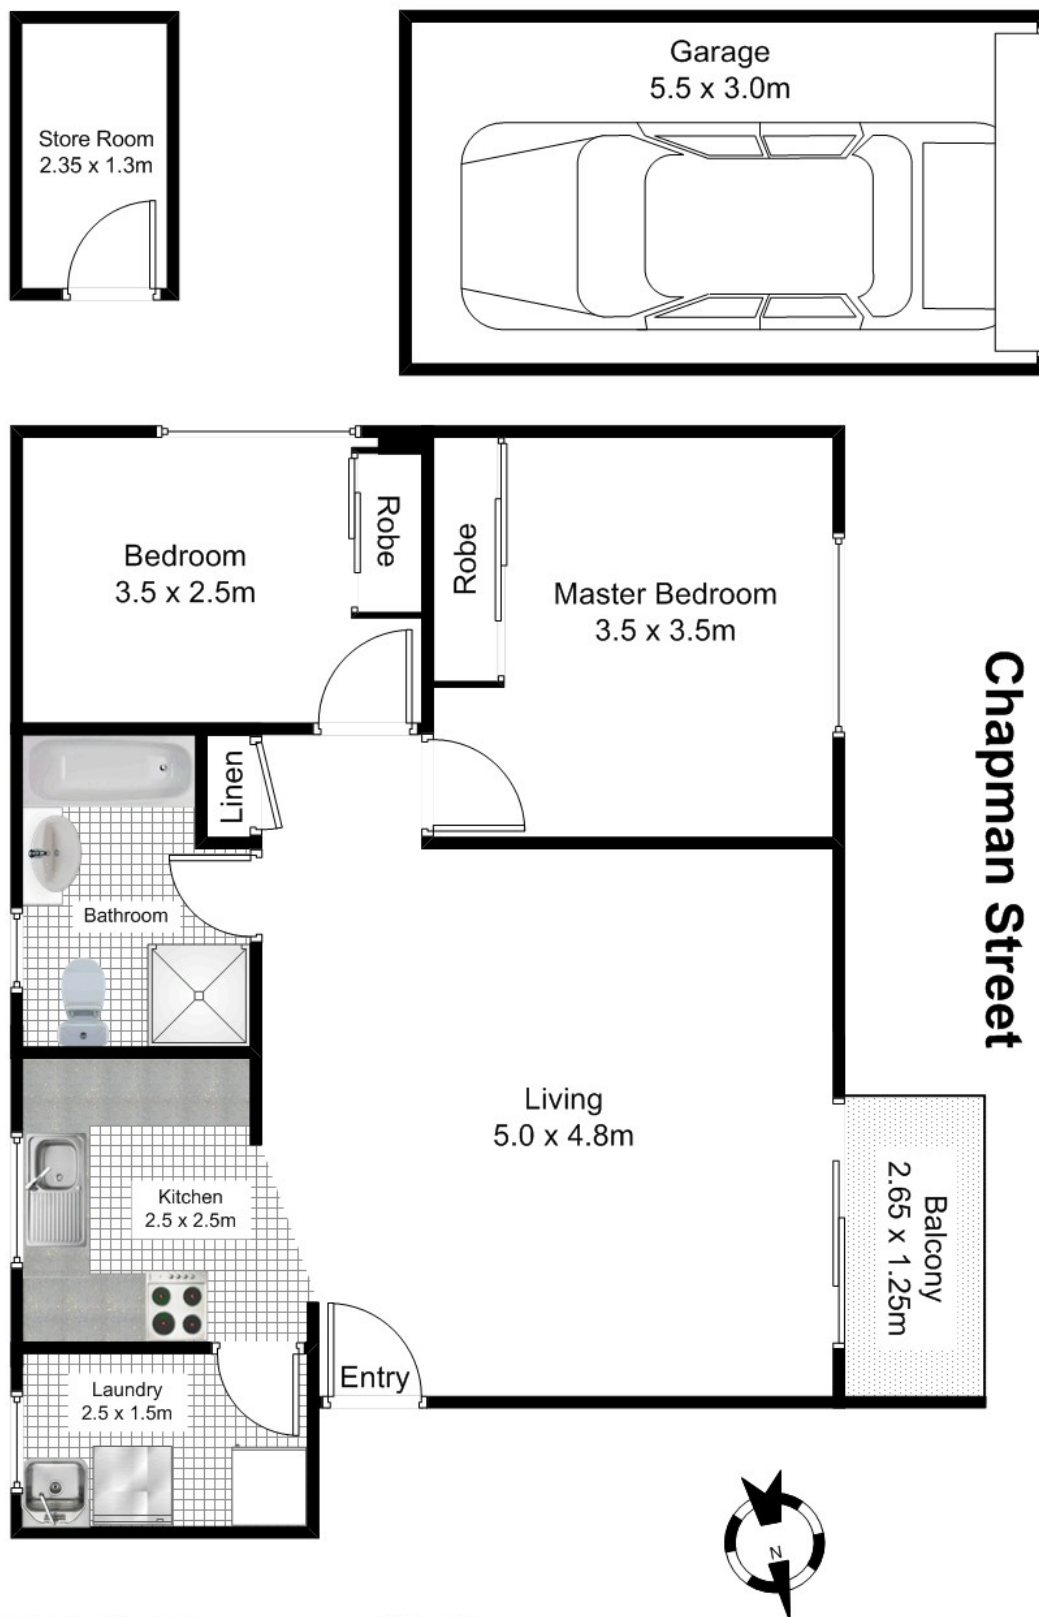 Store Room
2.35 x 1.3m
Garage
5.5 x 3.0m
Bedroom
3.5 x 2.5m
Robe
Robe
Master Bedroom
3.5 x 3.5m
Chapman Street
Linen
Bathroom
Living
5.0 x 4.8m
Kitchen
2.5 x 2.5m
Balcony
2.65 x 1.25m
Entry
Laundry
2.5 x 1.5m
N